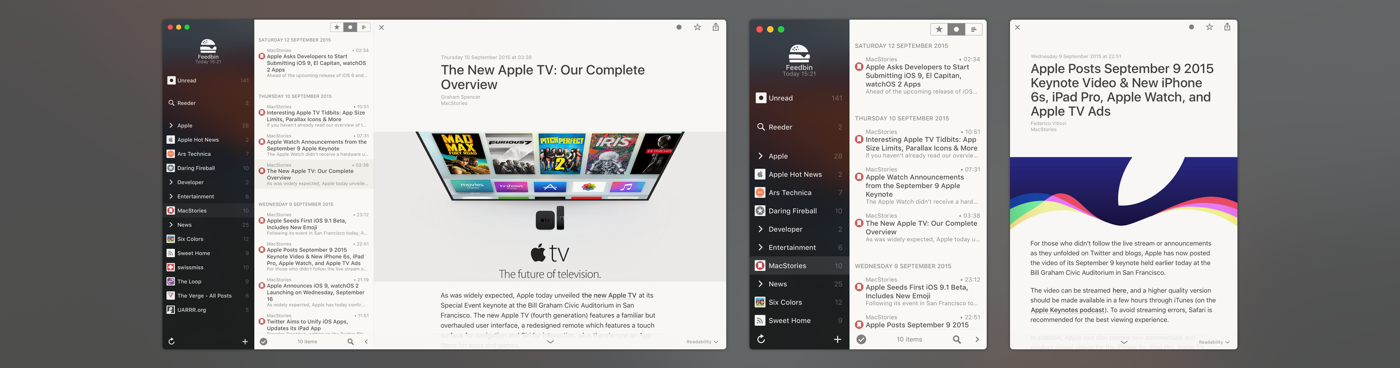 Feedbin
Today 15:21
Unread 141
Reeder 2
Apple 28
Apple Hot News 2
Ars Technica 7
Daring Fireball 10
Developer 2
Entertainment 6
MacStories 10
News 25
Six Colors 12
Sweet Home 9
swissmiss 10
The Loop 9
The Verge - All Posts 6
UARRR.org 5
SATURDAY 12 SEPTEMBER 2015
MacStories • 02:34
Apple Asks Developers to Start
Submitting iOS 9, El Capitan, watchOS
2 Apps
Ahead of the upcoming release of iOS and...
THURSDAY 10 SEPTEMBER 2015
MacStories • 10:51
Interesting Apple TV Tidbits: App Size
Limits, Parallax Icons & More
If you haven't already read our overview of t...
MacStories • 07:31
Apple Watch Announcements from the
September 9 Apple Keynote
The Apple Watch didn't receive a hardware u...
MacStories • 03:38
The New Apple TV: Our Complete
Overview
As was widely expected, Apple today unveile...
WEDNESDAY 9 SEPTEMBER 2015
MacStories • 23:12
Apple Seeds First iOS 9.1 Beta,
Includes New Emoji
Following its event in San Francisco today, A...
MacStories • 22:51
Apple Posts September 9 2015
Keynote Video & New iPhone 6s, iPad
Pro, Apple Watch, and Apple TV Ads
For those who didn't follow the live stream or...
MacStories • 21:19
Apple Announces iOS 9, watchOS 2
Launching on Wednesday, September
16
As was widely expected, Apple has today confir...
MacStories • 11:01
Twitter Aims to Unify iOS Apps,
Updates its iPad App
10 items
Thursday 10 September 2015 at 03:38
The New Apple TV: Our Complete
Overview
Graham Spencer
MacStories
MAD
MAX
FURY ROAD
FURIOUS7
PITCHPERFECT
2
IRIS
movies
tv shows
tv
The future of television.
As was widely expected, Apple today unveiled the new Apple TV at its
Special Event keynote at the Bill Graham Civic Auditorium in San
Francisco. The new Apple TV (fourth generation) features a familiar but
overhauled user interface, a redesigned remote which features a touch
Readability
Feedbin
Today 15:21
Unread 141
Reeder 2
Apple 28
Apple Hot News 2
Ars Technica 7
Daring Fireball 10
Developer 2
Entertainment 6
MacStories 10
News 25
Six Colors 12
Sweet Home 9
SATURDAY 12 SEPTEMBER 2015
MacStories • 02:34
Apple Asks Developers to Start
Submitting iOS 9, El Capitan,
watchOS 2 Apps
Ahead of the upcoming release of iOS...
THURSDAY 10 SEPTEMBER 2015
MacStories • 10:51
Interesting Apple TV Tidbits: App
Size Limits, Parallax Icons & More
If you haven't already read our overvie...
MacStories • 07:31
Apple Watch Announcements
from the September 9 Apple
Keynote
The Apple Watch didn't receive a hard...
MacStories • 03:38
The New Apple TV: Our Complete
Overview
As was widely expected, Apple today u...
WEDNESDAY 9 SEPTEMBER 2015
MacStories • 23:12
Apple Seeds First iOS 9.1 Beta,
Includes New Emoji
Following its event in San Francisco to...
MacStories • 22:51
Apple Posts September 9 2015
10 items
Wednesday 9 September 2015 at 22:51
Apple Posts September 9 2015
Keynote Video & New iPhone
6s, iPad Pro, Apple Watch, and
Apple TV Ads
Federico Viticci
MacStories
For those who didn't follow the live stream or announcements
as they unfolded on Twitter and blogs, Apple has now posted
the video of its September 9 keynote held earlier today at the
Bill Graham Civic Auditorium in San Francisco.
The video can be streamed here, and a higher quality version
should be made available in a few hours through iTunes (on the
Apple Keynotes podcast). To avoid streaming errors, Safari is
recommended for the best viewing experience.
Readability